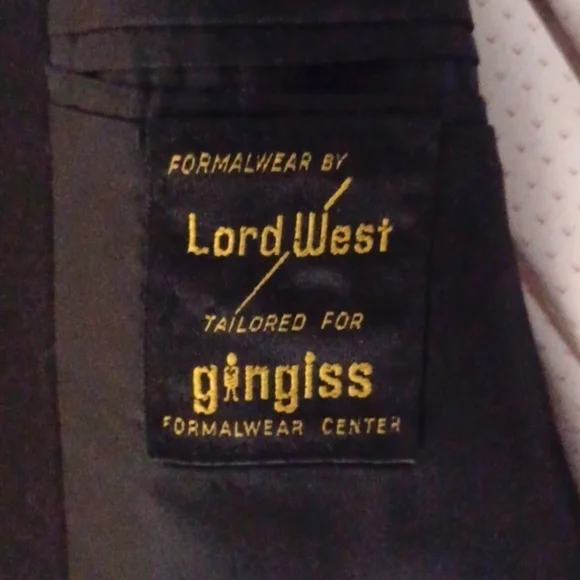 FORMALWEAR BY
Lord West
TAILORED FOR
gingiss
FORMALWEAR CENTER